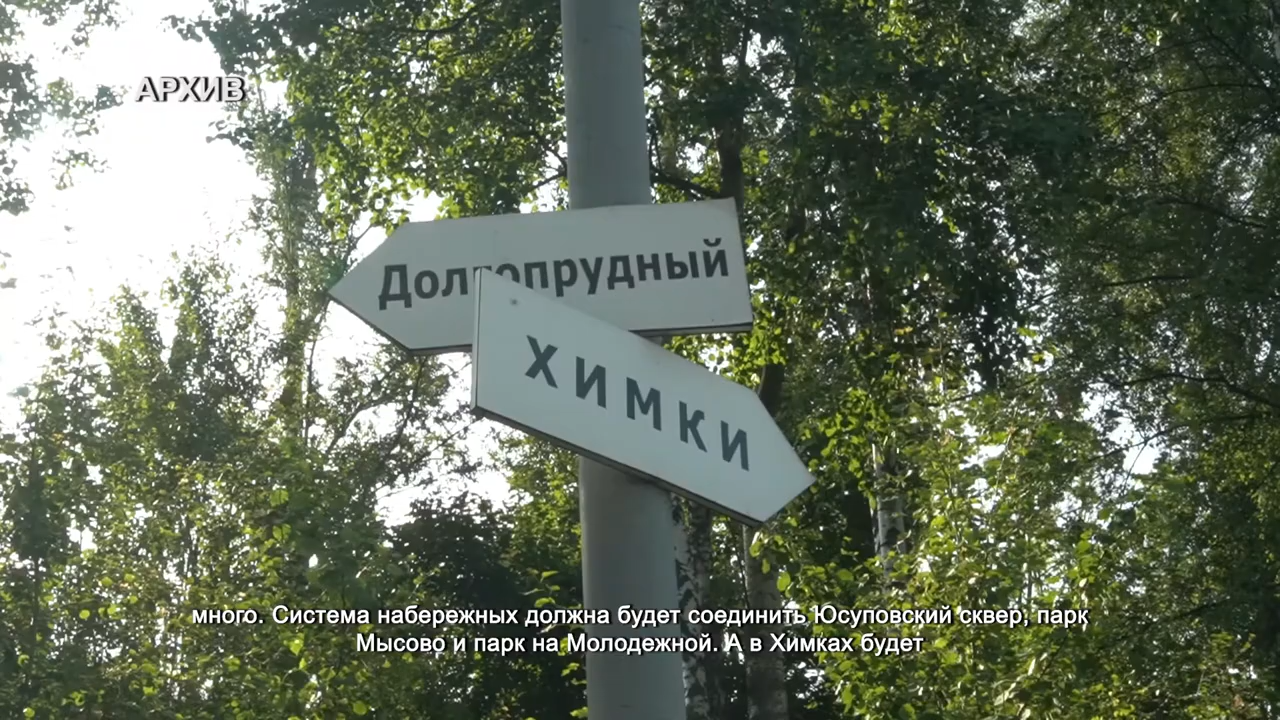 АРХИВ
Долгопрудный
ХИМКИ
много. Система набережных должна будет соединить Юсуповский сквер, парк
Мысово и парк на Молодежной. А в Химках будет